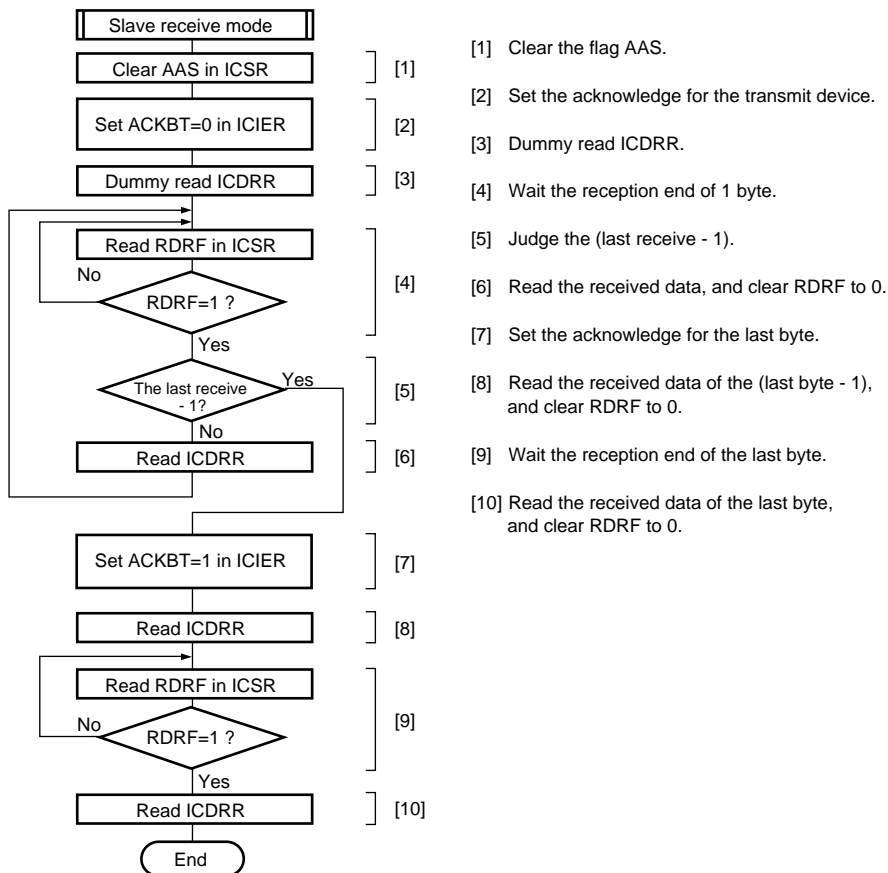 Slave receive mode
Clear AAS in ICSR
[1]
Set ACKBT=0 in ICIER
[2]
Dummy read ICDRR
[3]
Read RDRF in ICSR
No
RDRF=1 ?
[4]
Yes
The last receive
- 1?
Yes
[5]
No
Read ICDRR
[6]
Set ACKBT=1 in ICIER
[7]
Read ICDRR
[8]
Read RDRF in ICSR
No
RDRF=1 ?
[9]
Yes
Read ICDRR
[10]
End
[1] Clear the flag AAS.
[2] Set the acknowledge for the transmit device.
[3] Dummy read ICDRR.
[4] Wait the reception end of 1 byte.
[5] Judge the (last receive - 1).
[6] Read the received data, and clear RDRF to 0.
[7] Set the acknowledge for the last byte.
[8] Read the received data of the (last byte - 1),
and clear RDRF to 0.
[9] Wait the reception end of the last byte.
[10] Read the received data of the last byte,
and clear RDRF to 0.